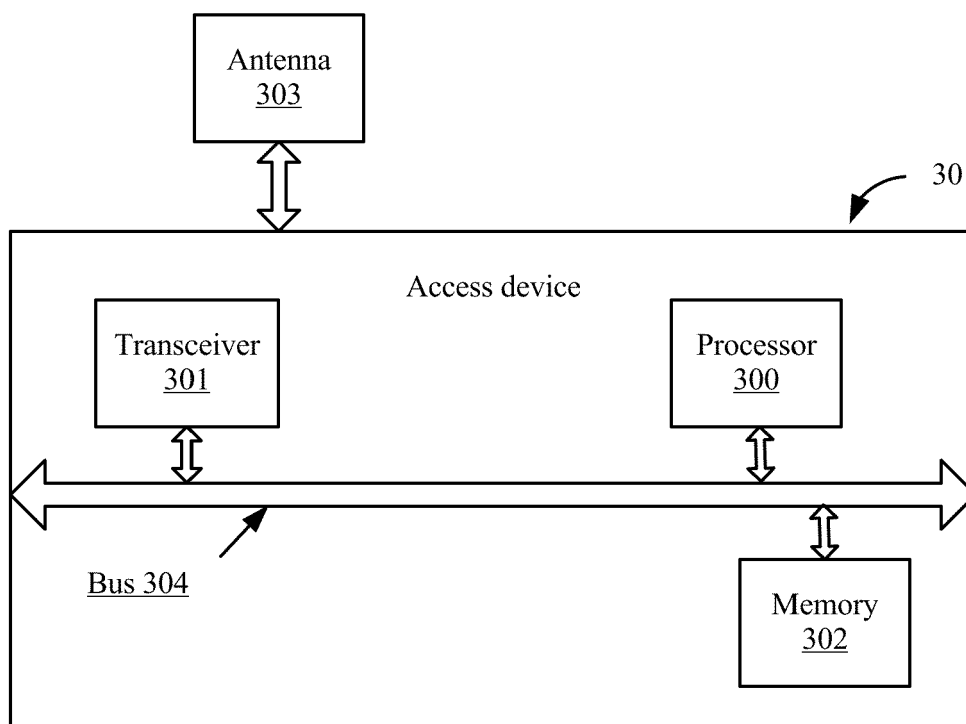 Antenna
303
30
Access device
Transceiver
301
Processor
300
Bus 304
Memory
302